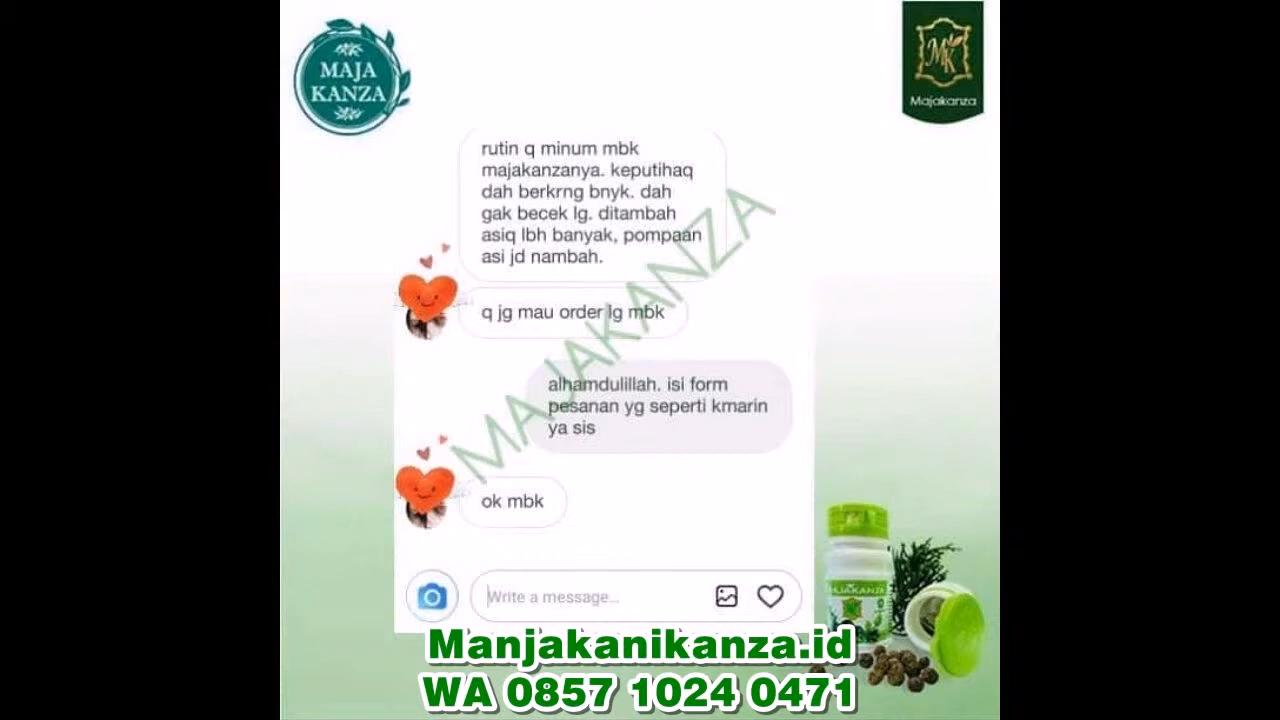 MAJA
KANZA
MK
Majakanza
rutin q minum mbk
majakanzanya. keputihaq
dah berkrng bnyk. dah
gak becek lg. ditambah
asiq lbh banyak, pompaan
asi jd nambah.
q jg mau order lg mbk
MAJAKANZA
alhamdulillah. isi form
pesanan yg seperti kmarin
ya sis
ok mbk
Write a message...
MAJAKANZA
Manjakanikanza.id
WA 0857 1024 0471